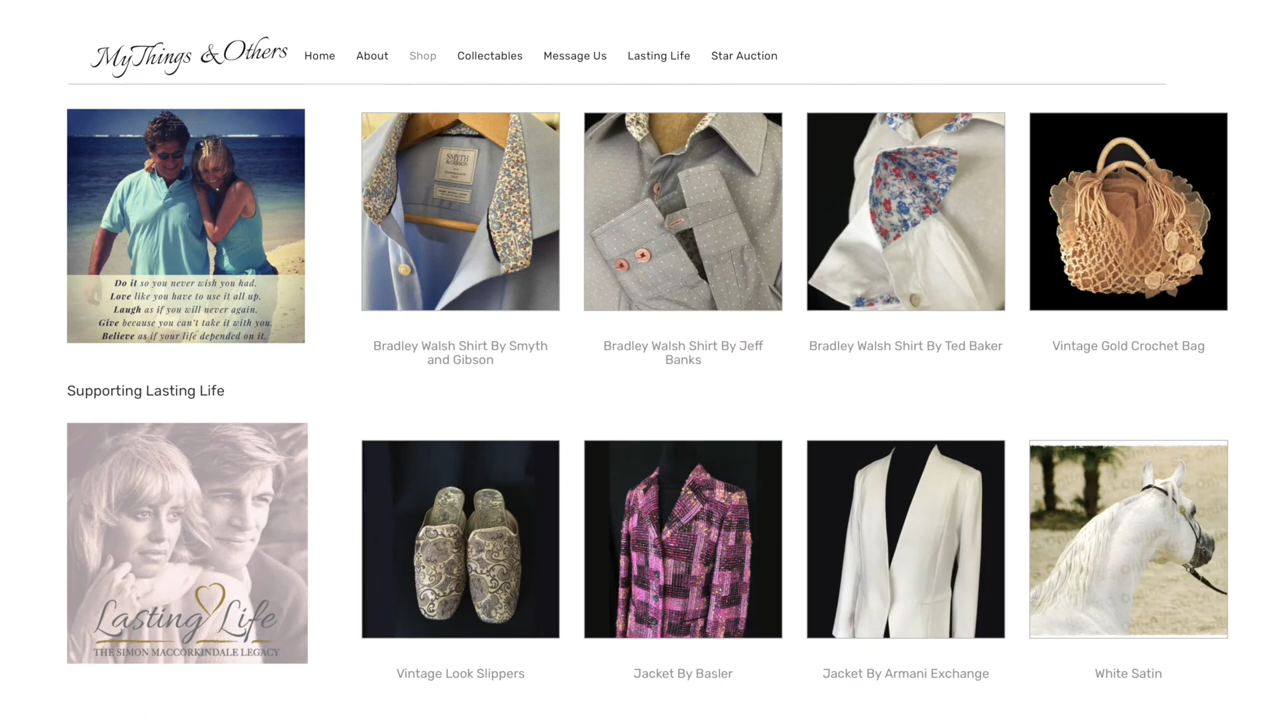 MyThings & Others
Home About Shop Collectables Message Us Lasting Life Star Auction
Do it so you never wish you had.
Love like you have to use it all up.
Laugh as if you will never again.
Give because you can't take it with you.
Believe as if your life depended on it.
SMYTH
& GIBSON
Bradley Walsh Shirt By Smyth
and Gibson
Bradley Walsh Shirt By Jeff
Banks
Bradley Walsh Shirt By Ted Baker
Vintage Gold Crochet Bag
Supporting Lasting Life
Lasting Life
THE SIMON MACCORKINDALE LEGACY
Vintage Look Slippers
Jacket By Basler
Jacket By Armani Exchange
White Satin